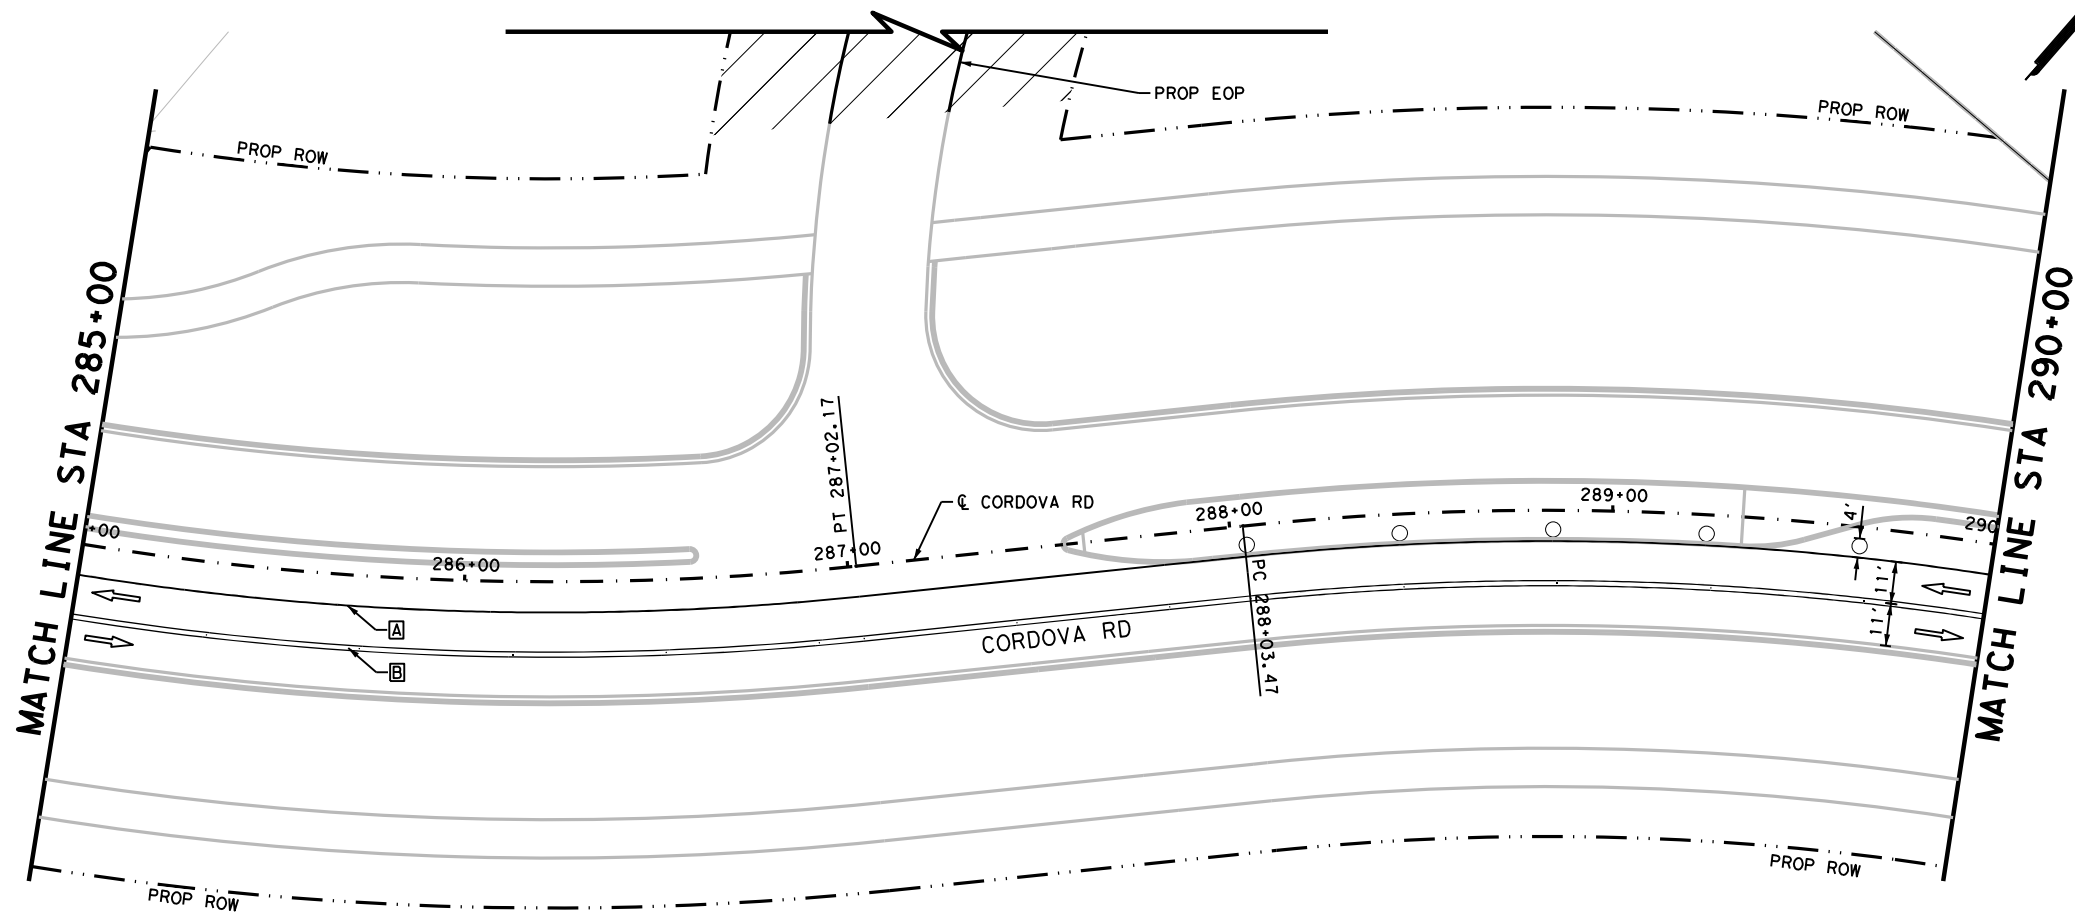 PROP EOP
PROP ROW
PROP ROW
MATCH LINE STA 285+00
MATCH LINE STA 290+00
PT 287+02.17
℄ CORDOVA RD
+00
286+00
287+00
288+00
289+00
290
4'
11'
11'
PC 288+03.47
A
B
CORDOVA RD
PROP ROW
PROP ROW